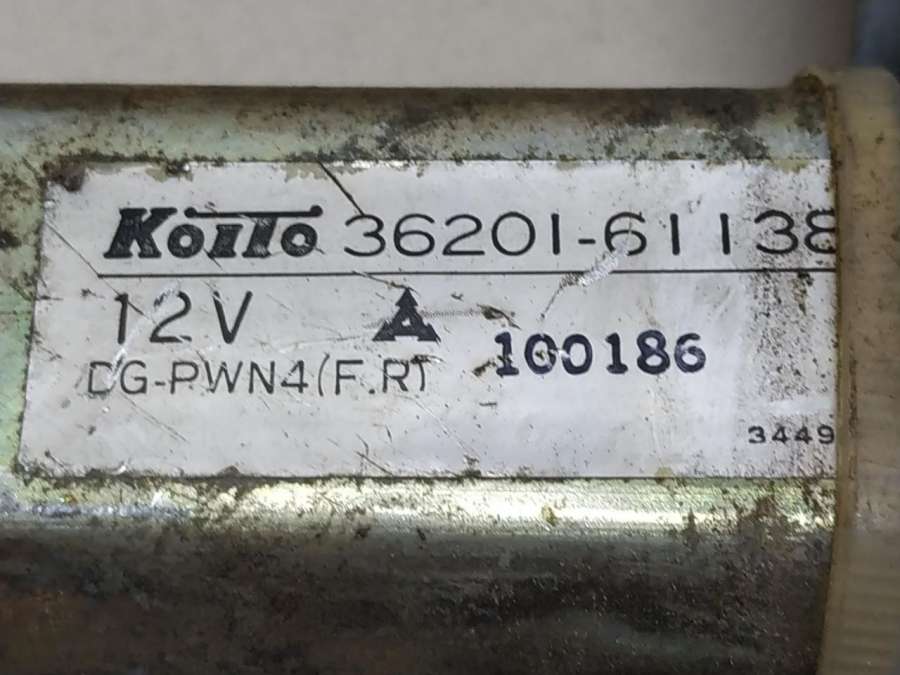 Koito 36201-61138
12V A 100186
DG-PWN4(F.R)
3449